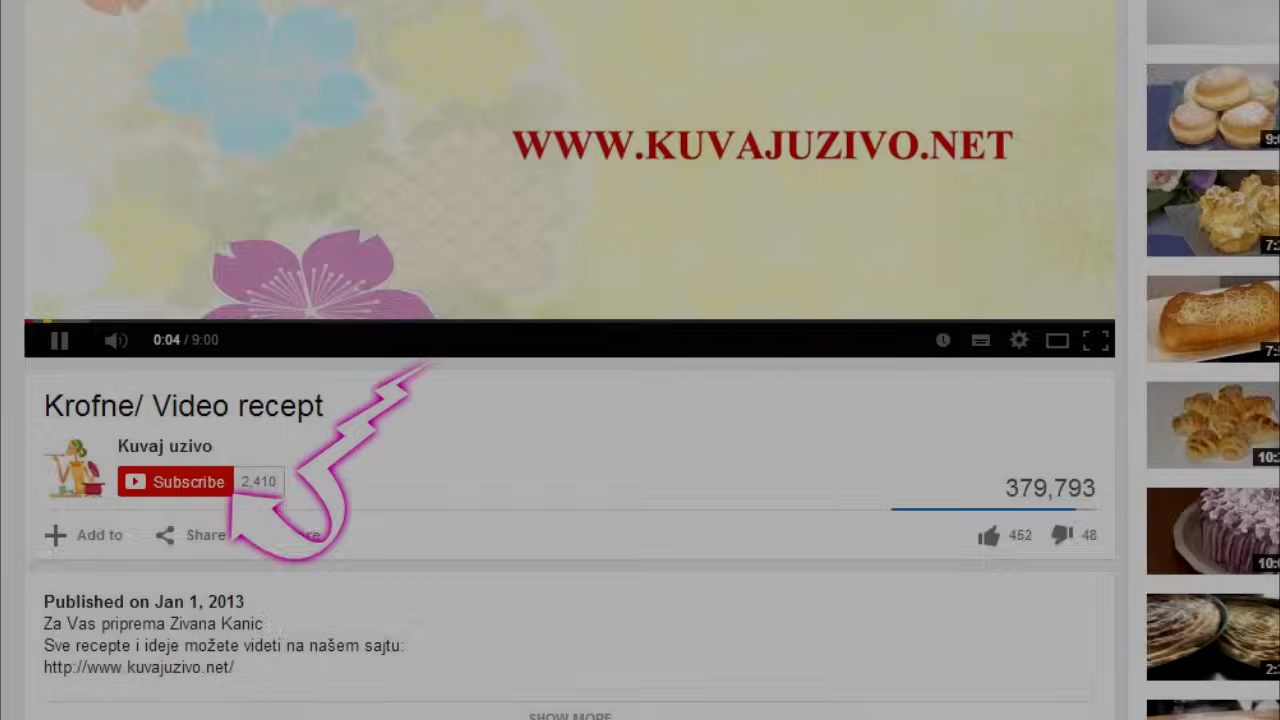 WWW.KUVAJUZIVO.NET
0:04 / 9:00
Krofne/ Video recept
Kuvaj uzivo
Subscribe 2,410
379,793
Add to Share
452 48
Published on Jan 1, 2013
Za Vas priprema Zivana Kanic
Sve recepte i ideje možete videti na našem sajtu:
http://www.kuvajuzivo.net/
SHOW MORE